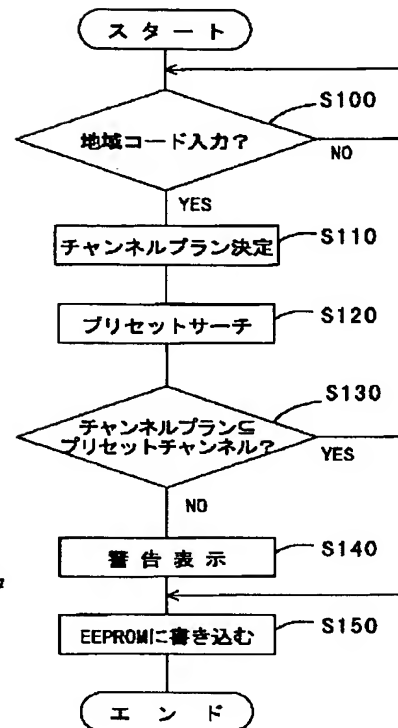 スタート
S100
地域コード入力?
NO
YES
チャンネルプラン決定
S110
プリセットサーチ
S120
S130
チャンネルプラン⊆
プリセットチャンネル?
YES
NO
警告表示
S140
EEPROMに書き込む
S150
エンド